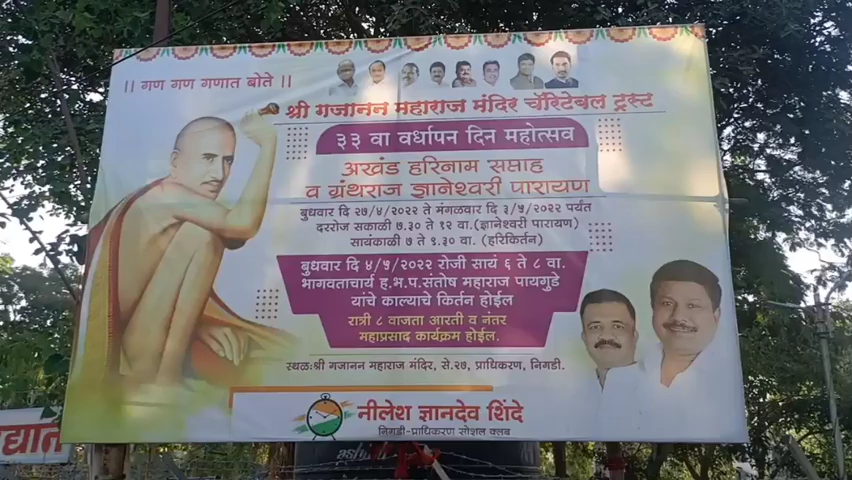 || गण गण गणात बोते ||
श्री गजानन महाराज मंदिर चॅरिटेबल ट्रस्ट
३३ वा वर्धापन दिन महोत्सव
अखंड हरिनाम सप्ताह
व ग्रंथराज ज्ञानेश्वरी पारायण
बुधवार दि २७/४/२०२२ ते मंगळवार दि ३/५/२०२२ पर्यंत
दररोज सकाळी ७.३० ते १२ वा.(ज्ञानेश्वरी पारायण)
सायंकाळी ७ ते ९.३० वा. (हरिकिर्तन)
बुधवार दि ४/५/२०२२ रोजी सायं ६ ते ८ वा.
भागवताचार्य ह.भ.प.संतोष महाराज पायगुडे
यांचे काल्याचे किर्तन होईल
रात्री ८ वाजता आरती व नंतर
महाप्रसाद कार्यक्रम होईल.
स्थळ:श्री गजानन महाराज मंदिर, से.२७, प्राधिकरण, निगडी.
नीलेश ज्ञानदेव शिंदे
निगडी-प्राधिकरण सोशल क्लब